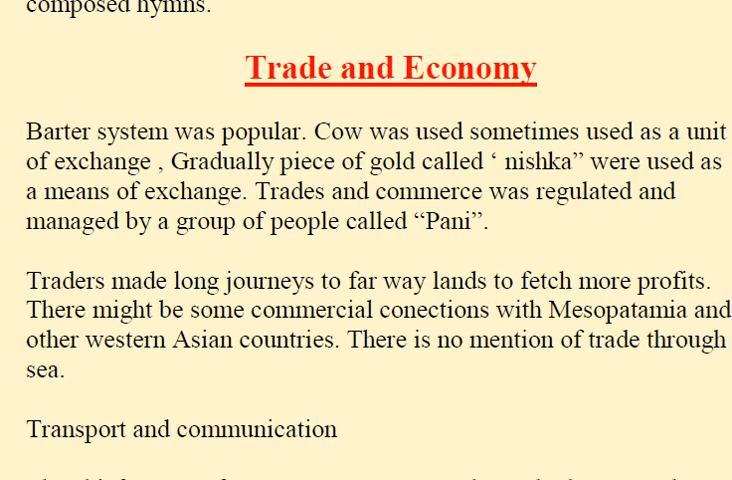 composed hymns.
Trade and Economy
Barter system was popular. Cow was used sometimes used as a unit
of exchange , Gradually piece of gold called ‘ nishka” were used as
a means of exchange. Trades and commerce was regulated and
managed by a group of people called “Pani”.
Traders made long journeys to far way lands to fetch more profits.
There might be some commercial conections with Mesopatamia and
other western Asian countries. There is no mention of trade through
sea.
Transport and communication